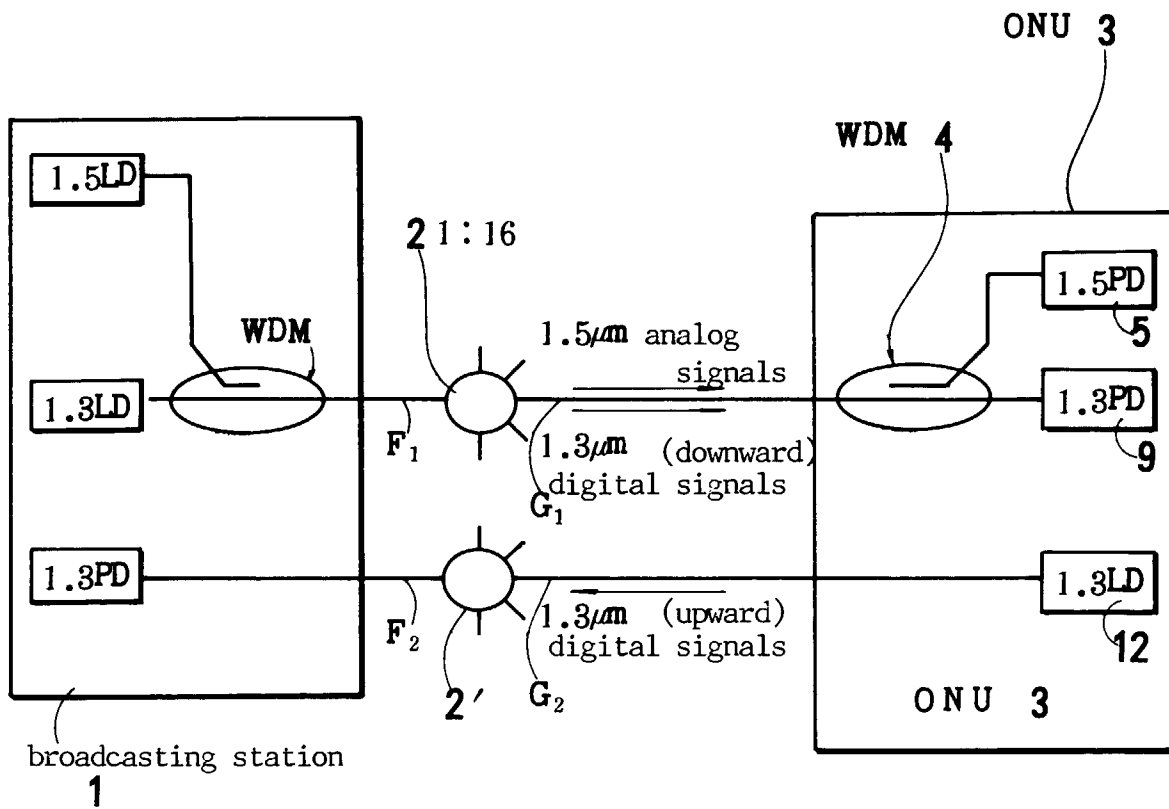 ONU 3
WDM 4
1.5LD
2 1:16
1.5PD
5
WDM
1.5μm analog
signals
1.3LD
1.3PD
9
F₁
1.3μm (downward)
digital signals
G₁
1.3PD
1.3LD
12
F₂
1.3μm (upward)
digital signals
2′
G₂
ONU 3
broadcasting station
1